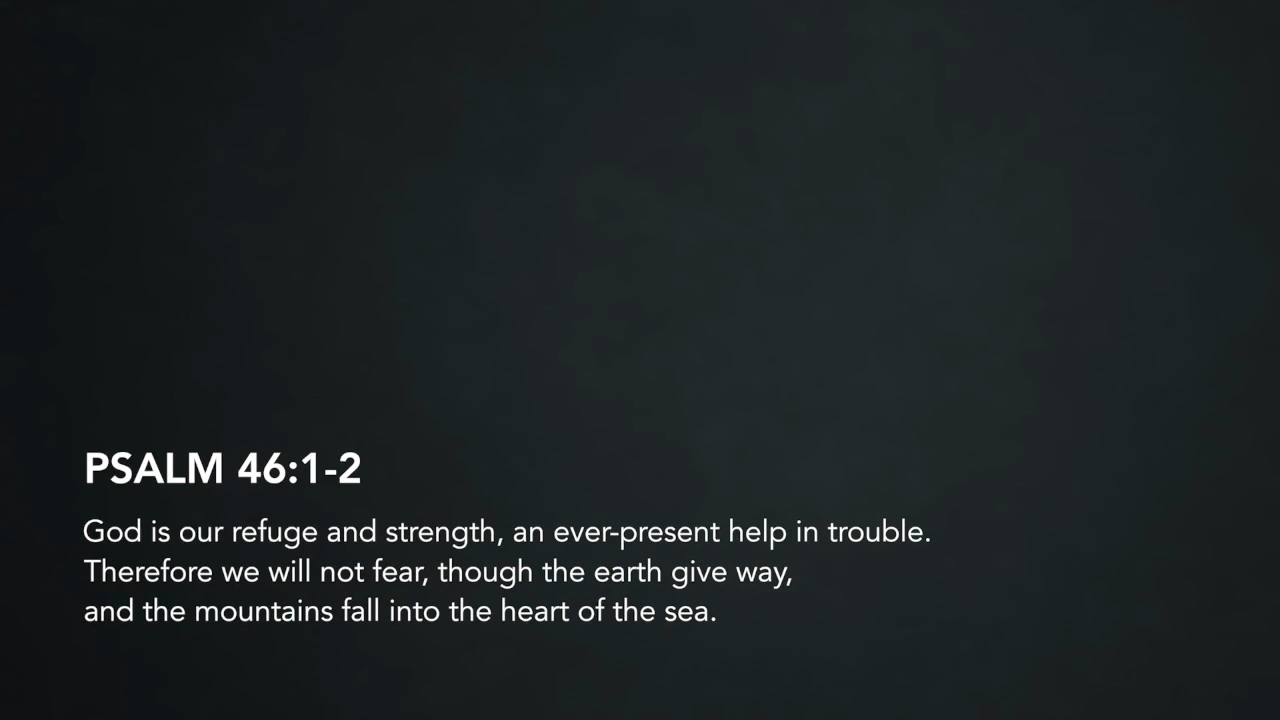 PSALM 46:1-2
God is our refuge and strength, an ever-present help in trouble.
Therefore we will not fear, though the earth give way,
and the mountains fall into the heart of the sea.